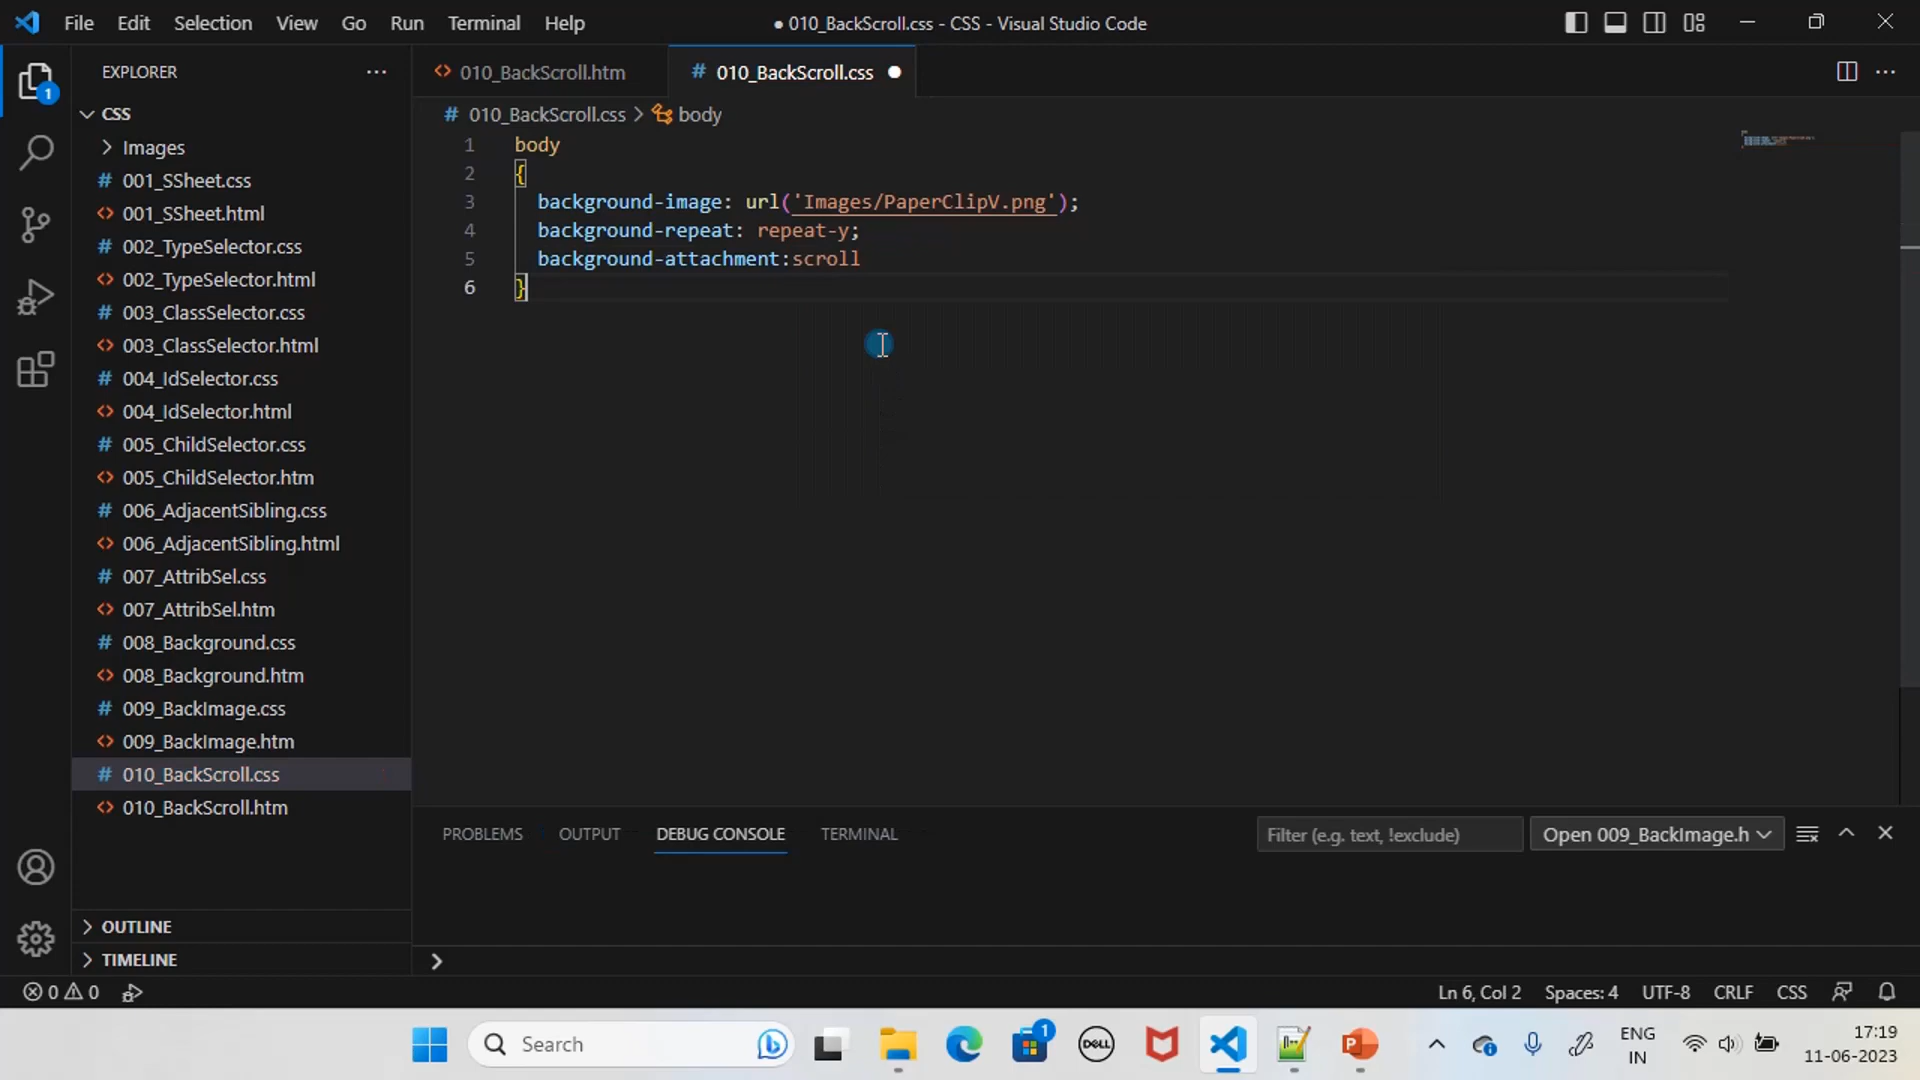 File Edit Selection View Go Run Terminal Help
● 010_BackScroll.css - CSS - Visual Studio Code
EXPLORER
010_BackScroll.htm
# 010_BackScroll.css
CSS
# 010_BackScroll.css > body
Images
# 001_SSheet.css
001_SSheet.html
# 002_TypeSelector.css
002_TypeSelector.html
# 003_ClassSelector.css
003_ClassSelector.html
# 004_IdSelector.css
004_IdSelector.html
# 005_ChildSelector.css
005_ChildSelector.htm
# 006_AdjacentSibling.css
006_AdjacentSibling.html
# 007_AttribSel.css
007_AttribSel.htm
# 008_Background.css
008_Background.htm
# 009_BackImage.css
009_BackImage.htm
# 010_BackScroll.css
010_BackScroll.htm
OUTLINE
TIMELINE
1 body
2 {
3 background-image: url('Images/PaperClipV.png');
4 background-repeat: repeat-y;
5 background-attachment:scroll
6 }
PROBLEMS OUTPUT DEBUG CONSOLE TERMINAL
Filter (e.g. text, !exclude)
Open 009_BackImage.h
1
0 0
Ln 6, Col 2 Spaces: 4 UTF-8 CRLF CSS
Search
1
DELL
ENG
IN
17:19
11-06-2023